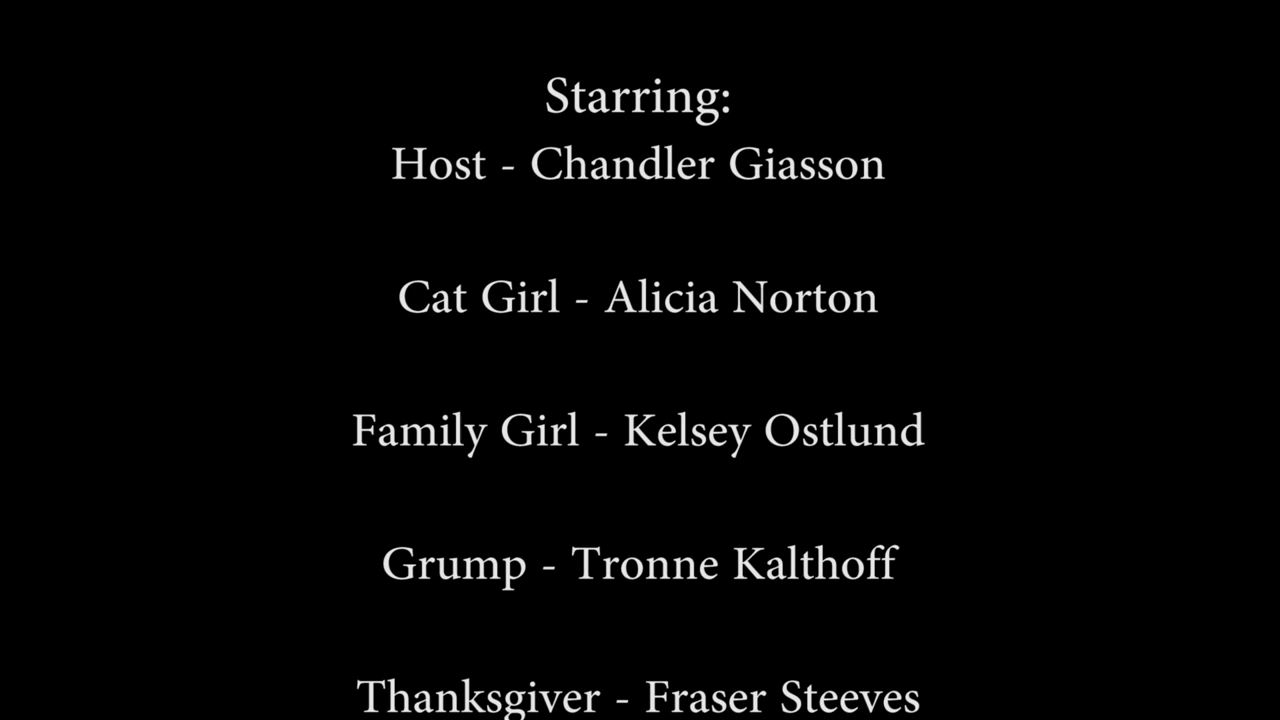 Starring:
Host - Chandler Giasson
Cat Girl - Alicia Norton
Family Girl - Kelsey Ostlund
Grump - Tronne Kalthoff
Thanksgiver - Fraser Steeves